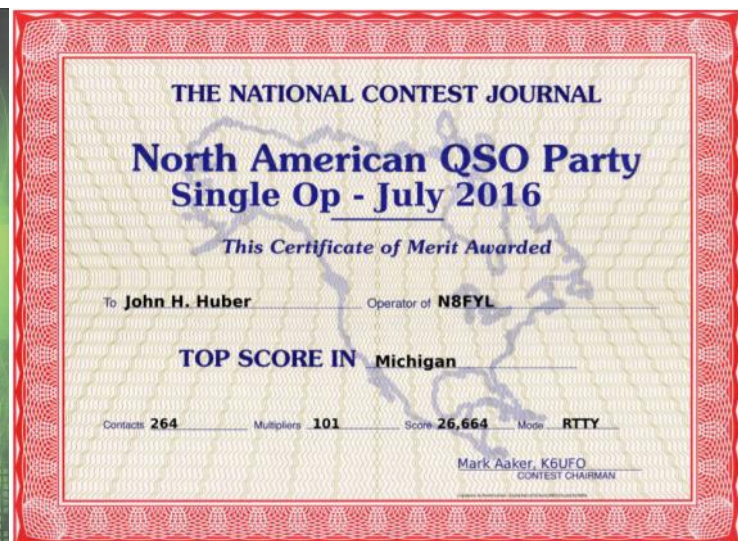 THE NATIONAL CONTEST JOURNAL
North American QSO Party
Single Op - July 2016
This Certificate of Merit Awarded
To John H. Huber Operator of N8FYL
TOP SCORE IN Michigan
Contacts 264 Multipliers 101 Score 26,664 Mode RTTY
Mark Aaker, K6UFO
CONTEST CHAIRMAN